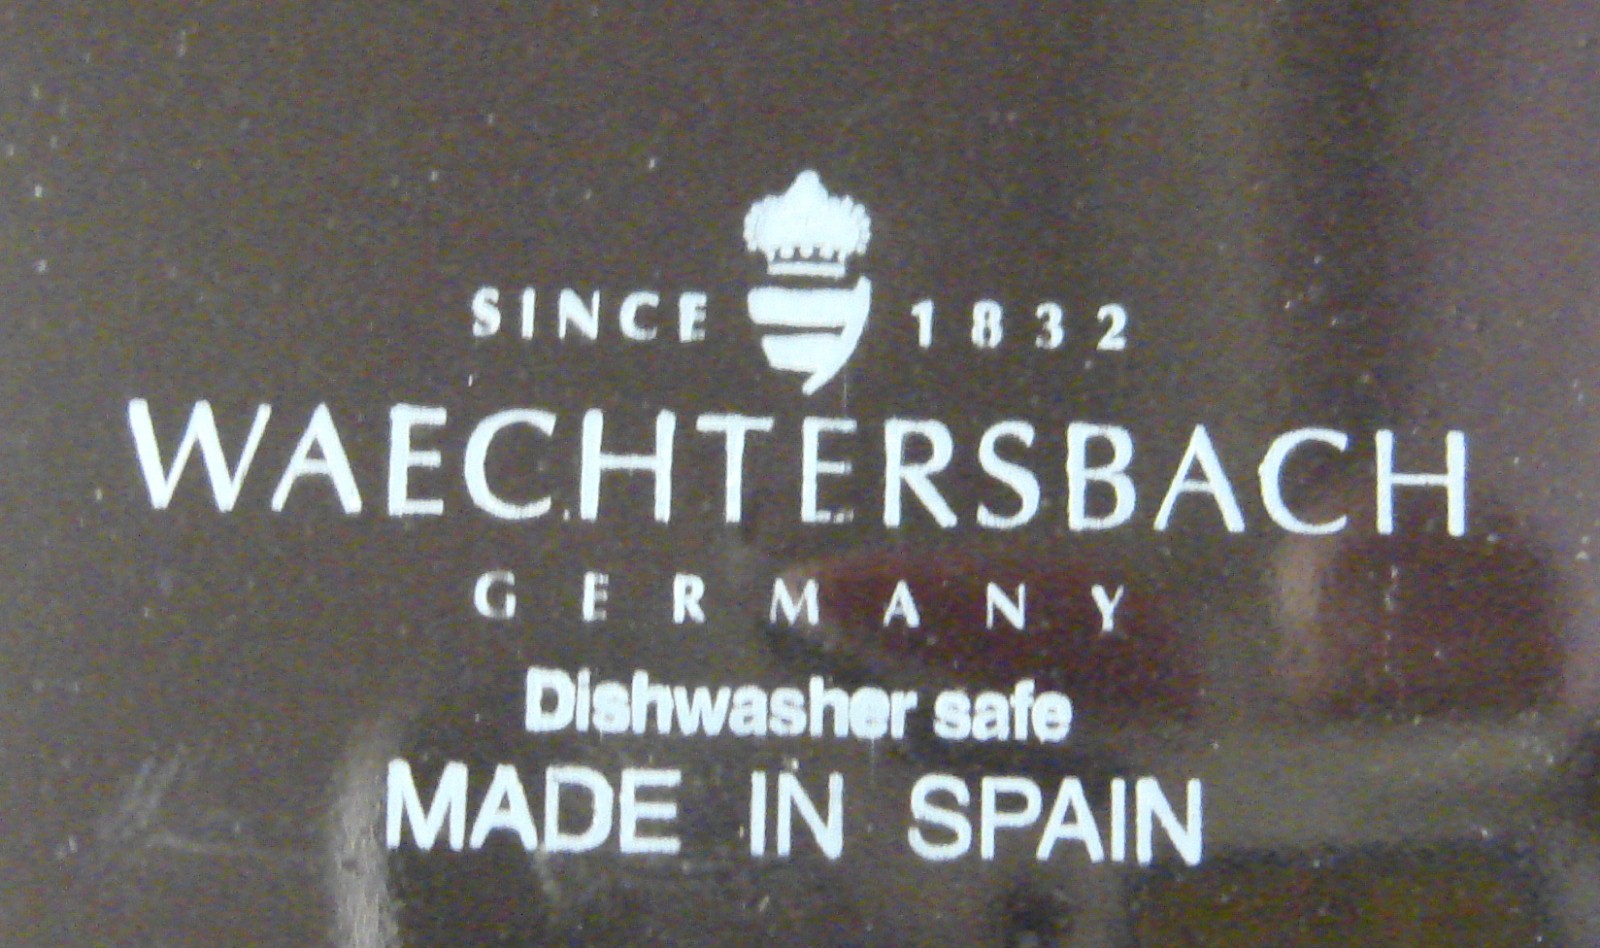 SINCE 1832
WAECHTERSBACH
GERMANY
Dishwasher safe
MADE IN SPAIN